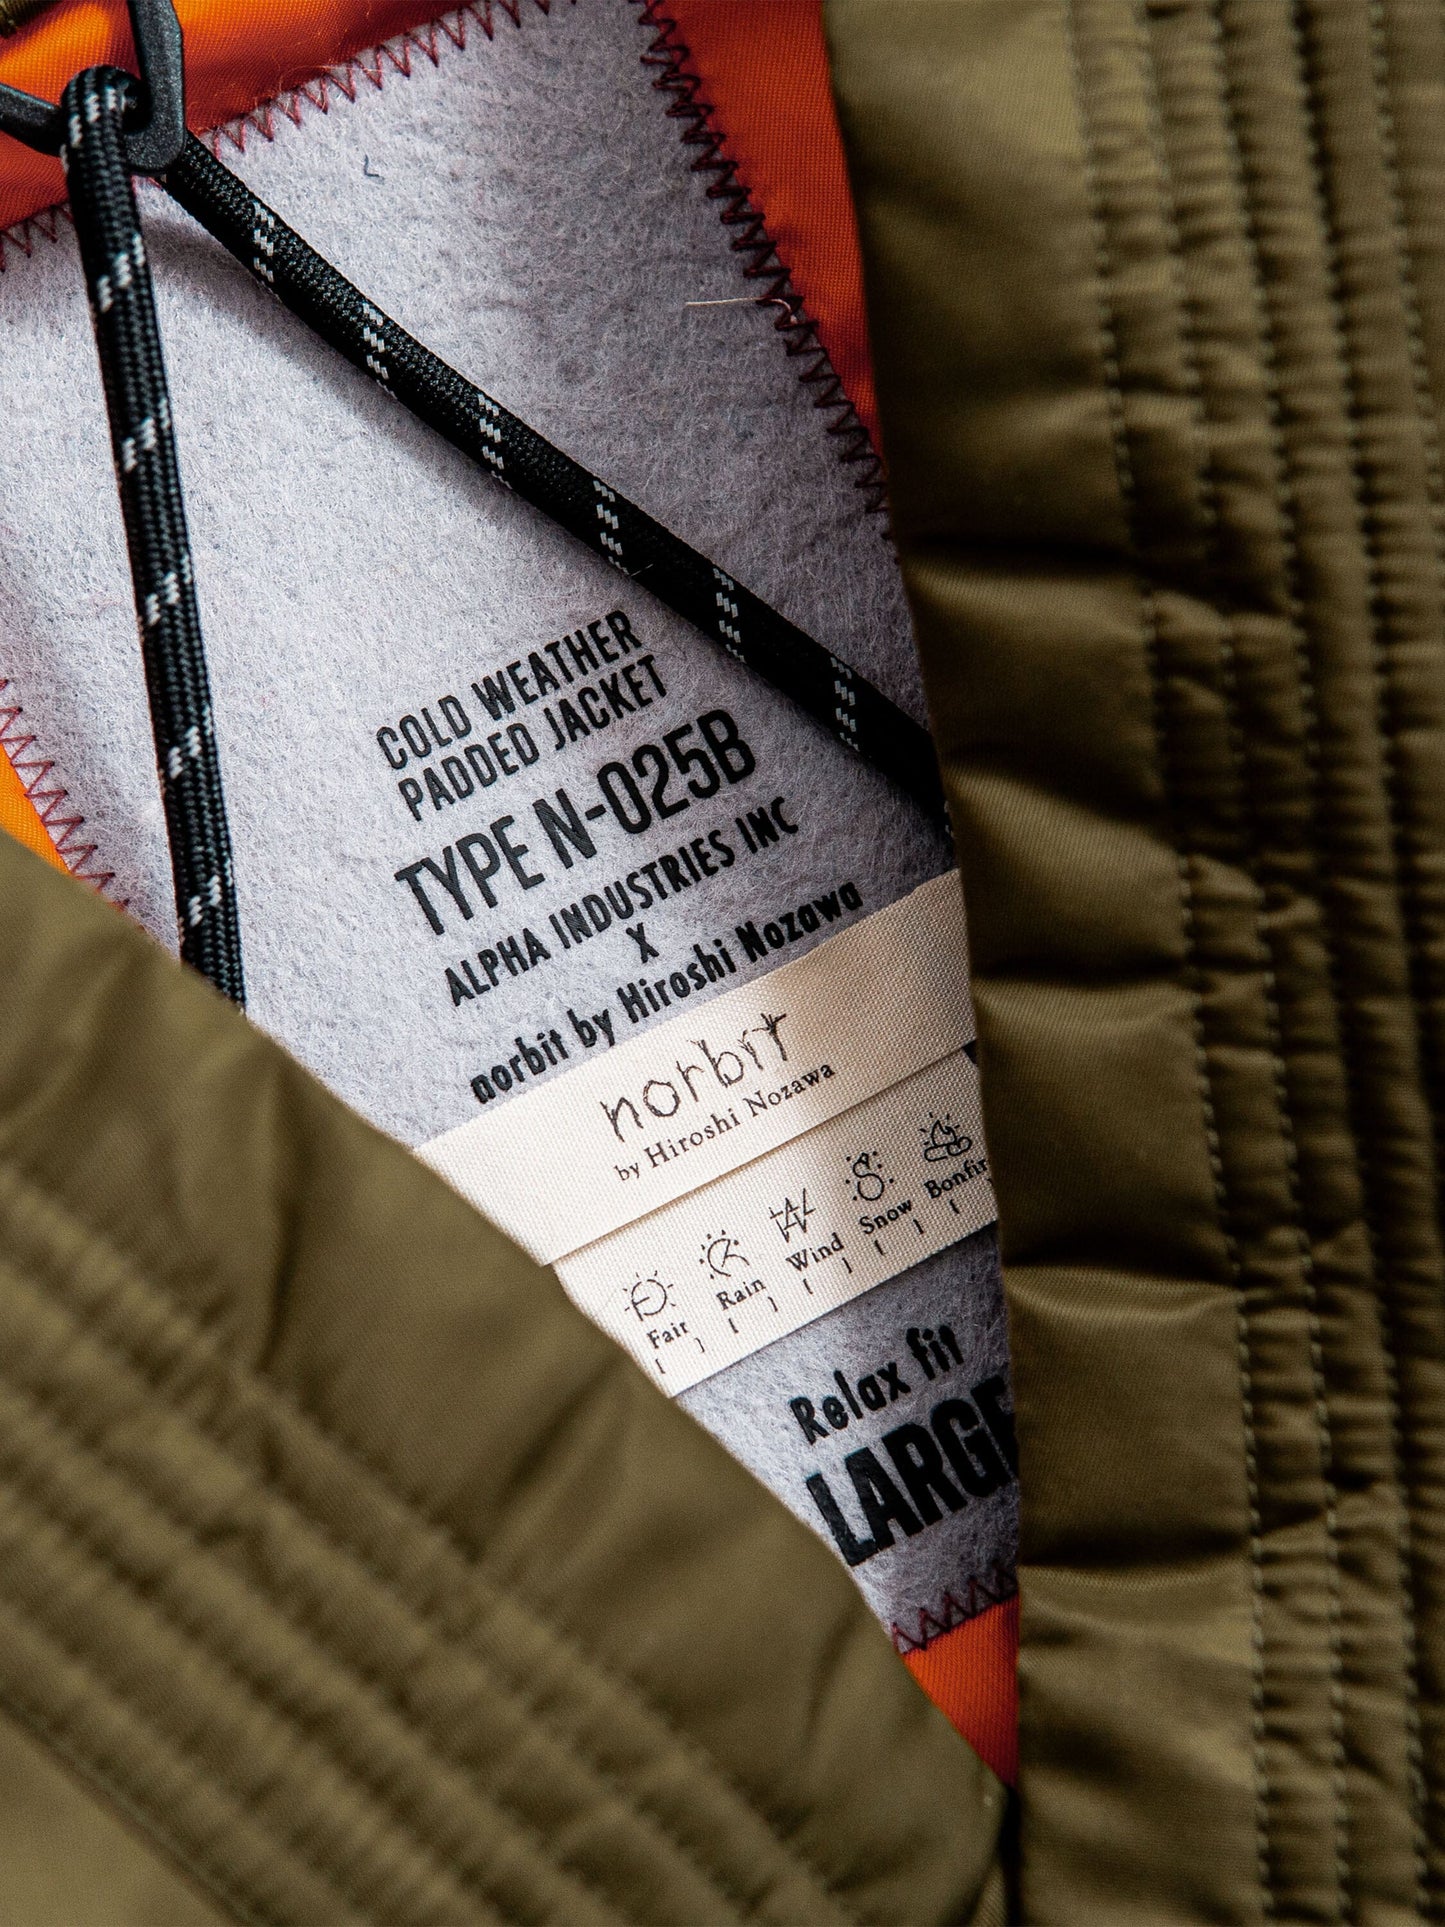 COLD WEATHER
PADDED JACKET
TYPE N-025B
ALPHA INDUSTRIES INC
X
norbit by Hiroshi Nozawa
norbit
by Hiroshi Nozawa
Fair Rain Wind Snow Bonfir
Relax fit
LARGE